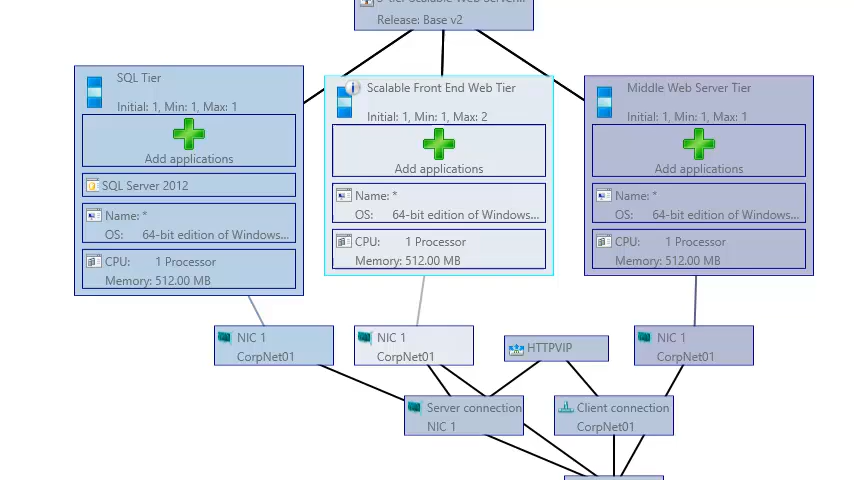 Release: Base v2
SQL Tier
Initial: 1, Min: 1, Max: 1
Add applications
SQL Server 2012
Name: *
OS: 64-bit edition of Windows...
CPU: 1 Processor
Memory: 512.00 MB
Scalable Front End Web Tier
Initial: 1, Min: 1, Max: 2
Add applications
Name: *
OS: 64-bit edition of Windows...
CPU: 1 Processor
Memory: 512.00 MB
Middle Web Server Tier
Initial: 1, Min: 1, Max: 1
Add applications
Name: *
OS: 64-bit edition of Windows...
CPU: 1 Processor
Memory: 512.00 MB
NIC 1
CorpNet01
NIC 1
CorpNet01
HTTPVIP
NIC 1
CorpNet01
Server connection
NIC 1
Client connection
CorpNet01